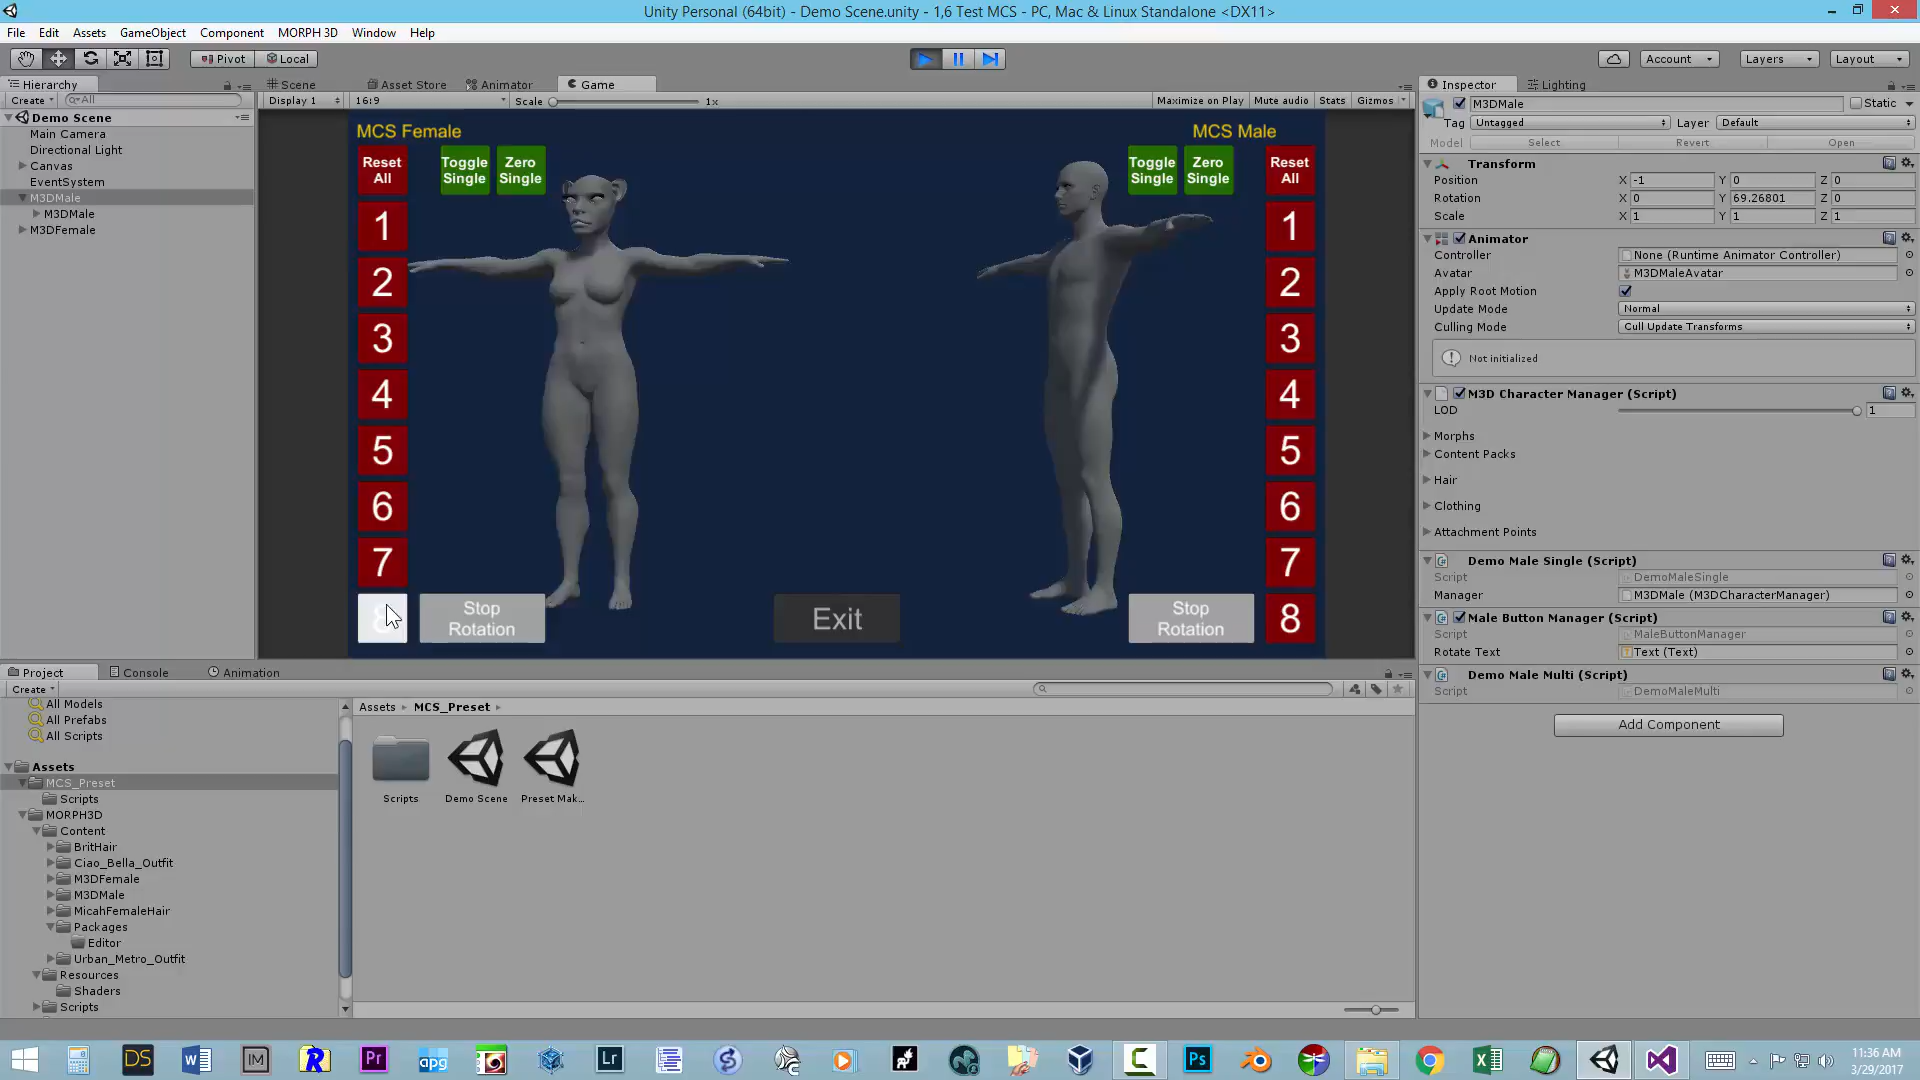 Unity Personal (64bit) - Demo Scene.unity - 1,6 Test MCS - PC, Mac & Linux Standalone <DX11>
File Edit Assets GameObject Component MORPH 3D Window Help
Pivot Local
Account Layers Layout
Hierarchy
Create All
Demo Scene
Main Camera
Directional Light
Canvas
EventSystem
M3DMale
M3DMale
M3DFemale
Scene Asset Store Animator Game
Display 1 16:9 Scale 1x Maximize on Play Mute audio Stats Gizmos
MCS Female
MCS Male
Reset All
Toggle Single
Zero Single
Toggle Single
Zero Single
Reset All
1
2
3
4
5
6
7
8
Stop Rotation
Exit
Stop Rotation
1
2
3
4
5
6
7
8
Inspector Lighting
M3DMale Static
Tag Untagged Layer Default
Model Select Revert Open
Transform
Position X -1 Y 0 Z 0
Rotation X 0 Y 69.26801 Z 0
Scale X 1 Y 1 Z 1
Animator
Controller None (Runtime Animator Controller)
Avatar M3DMaleAvatar
Apply Root Motion
Update Mode Normal
Culling Mode Cull Update Transforms
Not initialized
M3D Character Manager (Script)
LOD 1
Morphs
Content Packs
Hair
Clothing
Attachment Points
Demo Male Single (Script)
Script DemoMaleSingle
Manager M3DMale (M3DCharacterManager)
Male Button Manager (Script)
Script MaleButtonManager
Rotate Text Text (Text)
Demo Male Multi (Script)
Script DemoMaleMulti
Add Component
Project Console Animation
Create
All Models
All Prefabs
All Scripts
Assets
MCS_Preset
Scripts
MORPH3D
Content
BritHair
Ciao_Bella_Outfit
M3DFemale
M3DMale
MicahFemaleHair
Packages
Editor
Urban_Metro_Outfit
Resources
Shaders
Scripts
Assets MCS_Preset
Scripts Demo Scene Preset Mak...
DS W IM R Pr apg Lr C Ps X
11:36 AM
3/29/2017